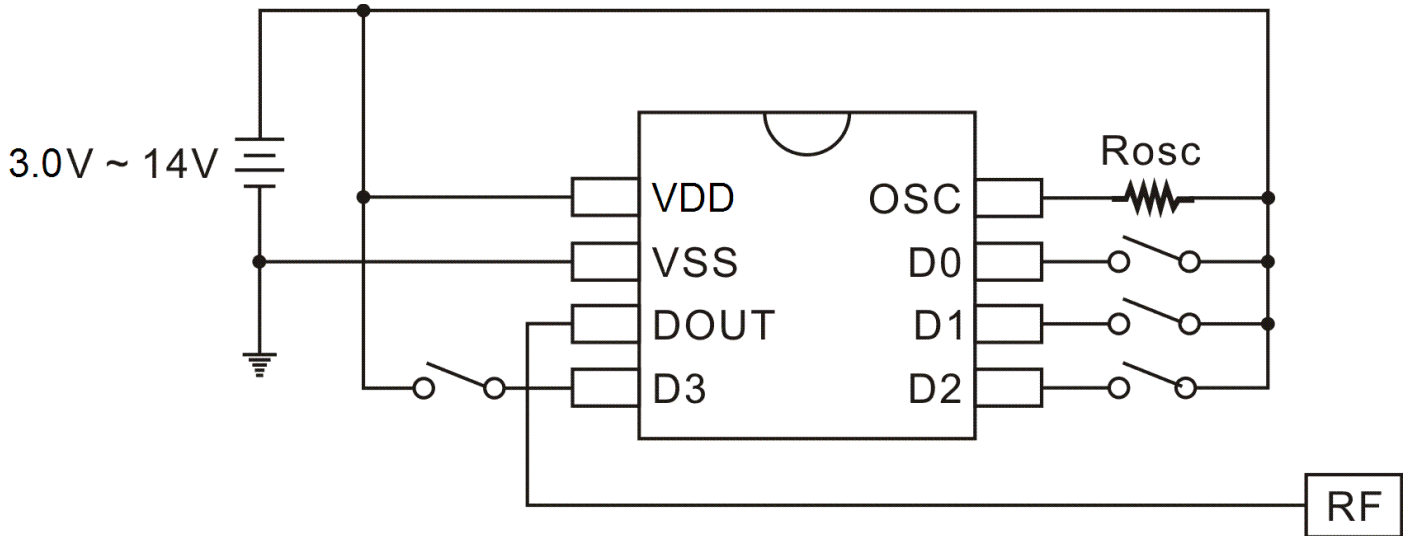 3.0V ~ 14V
Rosc
VDD
OSC
VSS
D0
DOUT
D1
D3
D2
RF